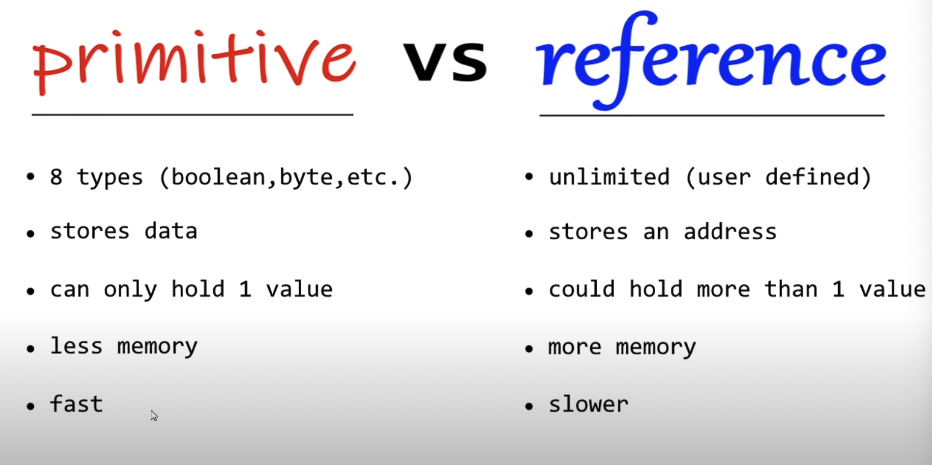 primitive vs reference
• 8 types (boolean,byte,etc.)
• unlimited (user defined)
• stores data
• stores an address
• can only hold 1 value
• could hold more than 1 value
• less memory
• more memory
• fast
• slower